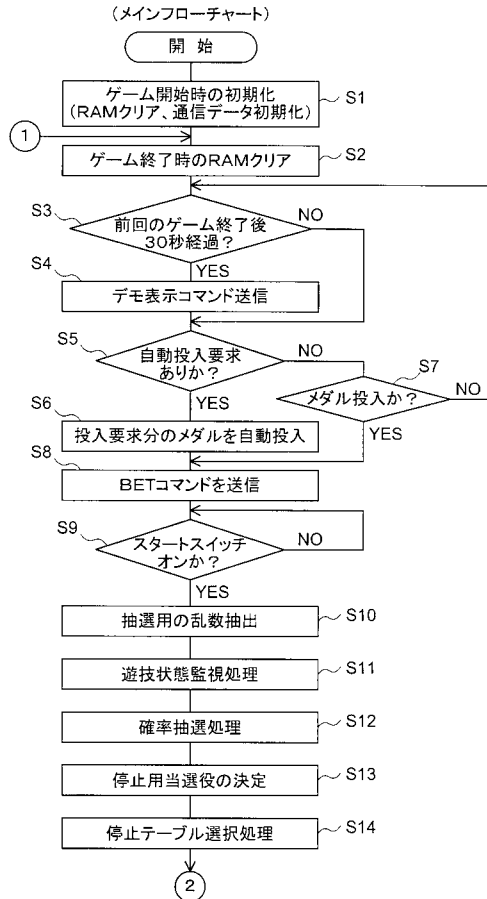 (メインフローチャート)
開 始
ゲーム開始時の初期化
(RAMクリア、通信データ初期化)
S1
1
ゲーム終了時のRAMクリア
S2
S3
前回のゲーム終了後
30秒経過？
NO
YES
S4
デモ表示コマンド送信
S5
自動投入要求
ありか？
NO
YES
S7
メダル投入か？
NO
YES
S6
投入要求分のメダルを自動投入
S8
BETコマンドを送信
S9
スタートスイッチ
オンか？
NO
YES
抽選用の乱数抽出
S10
遊技状態監視処理
S11
確率抽選処理
S12
停止用当選役の決定
S13
停止テーブル選択処理
S14
2